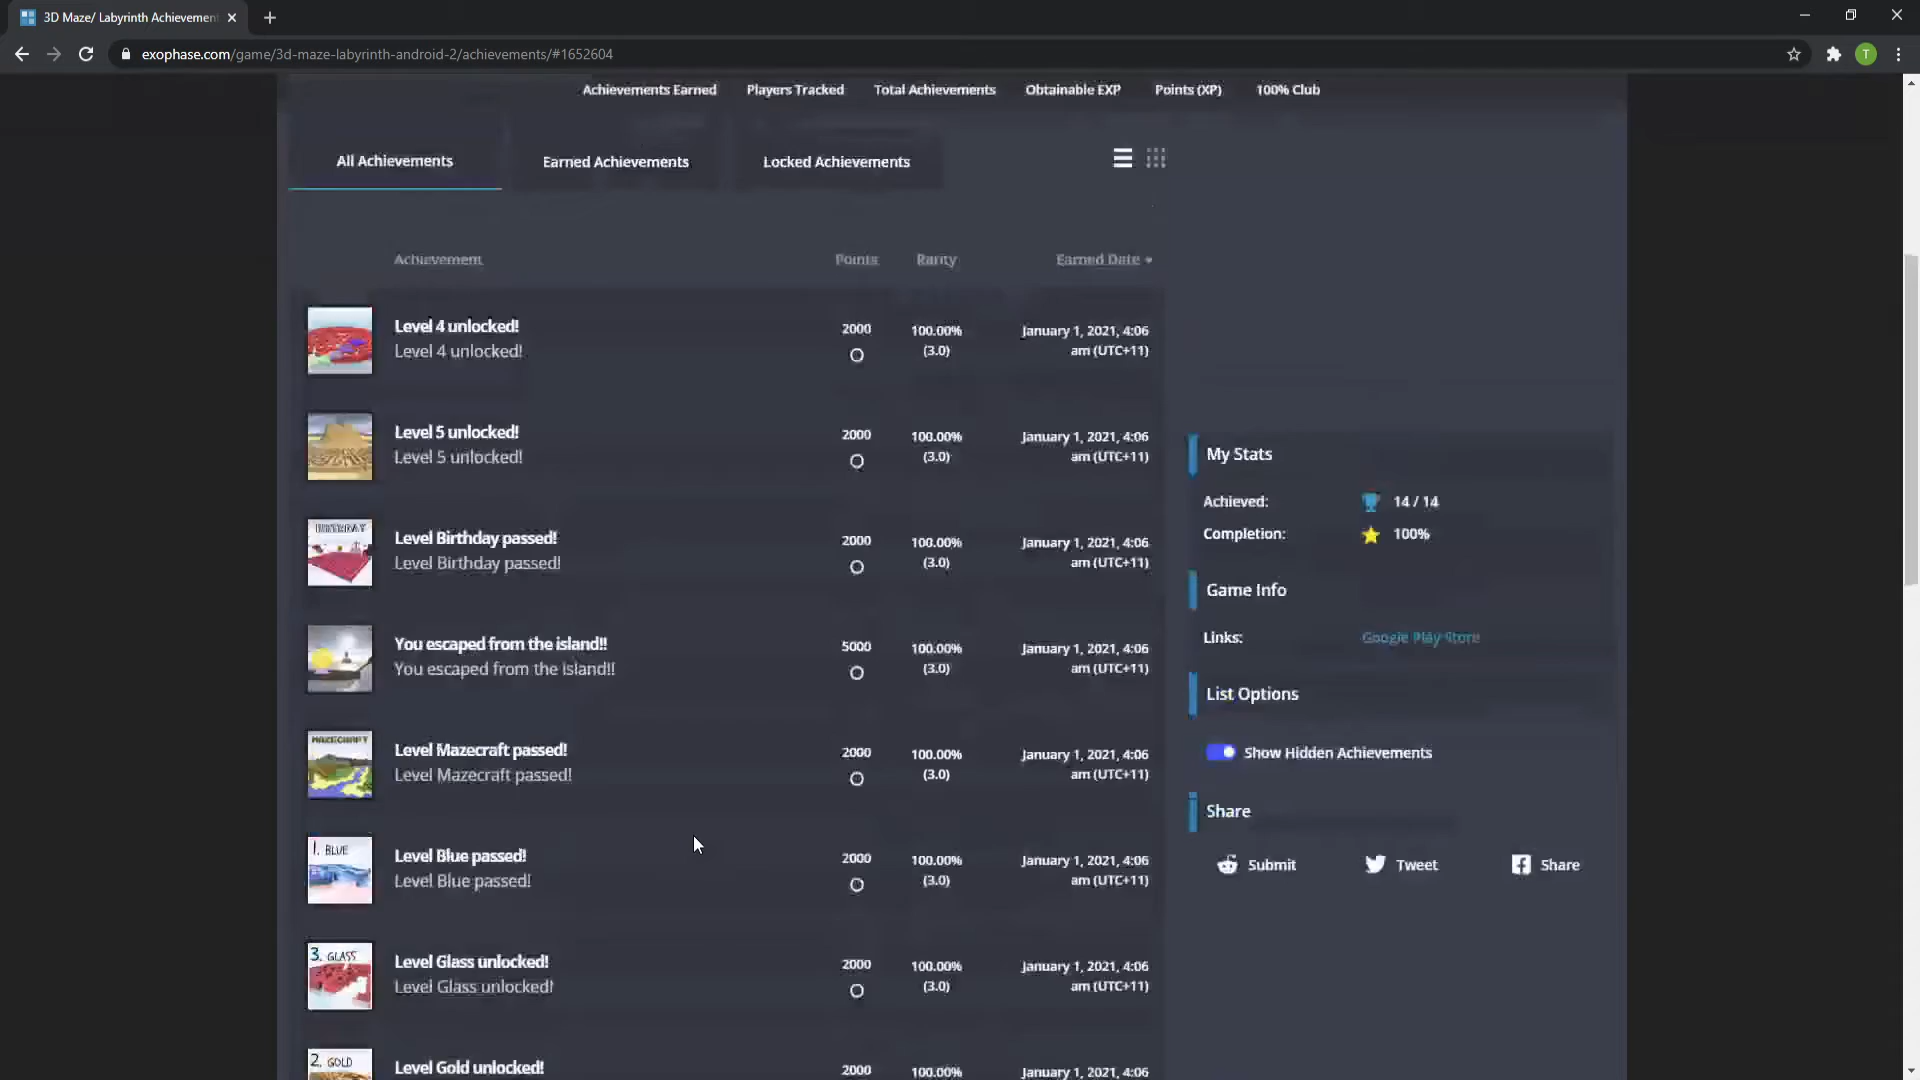 3D Maze/ Labyrinth Achievement
exophase.com/game/3d-maze-labyrinth-android-2/achievements/#1652604
T
Achievements Earned Players Tracked Total Achievements Obtainable EXP Points (XP) 100% Club
All Achievements Earned Achievements Locked Achievements
Achievement Points Rarity Earned Date
Level 4 unlocked! 2000 100.00% January 1, 2021, 4:06
Level 4 unlocked! (3.0) am (UTC+11)
Level 5 unlocked! 2000 100.00% January 1, 2021, 4:06
Level 5 unlocked! (3.0) am (UTC+11)
BIRTHDAY
Level Birthday passed! 2000 100.00% January 1, 2021, 4:06
Level Birthday passed! (3.0) am (UTC+11)
You escaped from the island!! 5000 100.00% January 1, 2021, 4:06
You escaped from the island!! (3.0) am (UTC+11)
MAZECRAFT
Level Mazecraft passed! 2000 100.00% January 1, 2021, 4:06
Level Mazecraft passed! (3.0) am (UTC+11)
1. BLUE
Level Blue passed! 2000 100.00% January 1, 2021, 4:06
Level Blue passed! (3.0) am (UTC+11)
3. GLASS
Level Glass unlocked! 2000 100.00% January 1, 2021, 4:06
Level Glass unlocked! (3.0) am (UTC+11)
2. GOLD
Level Gold unlocked! 2000 100.00% January 1, 2021, 4:06
My Stats
Achieved: 14 / 14
Completion: 100%
Game Info
Links: Google Play Store
List Options
Show Hidden Achievements
Share
Submit Tweet Share